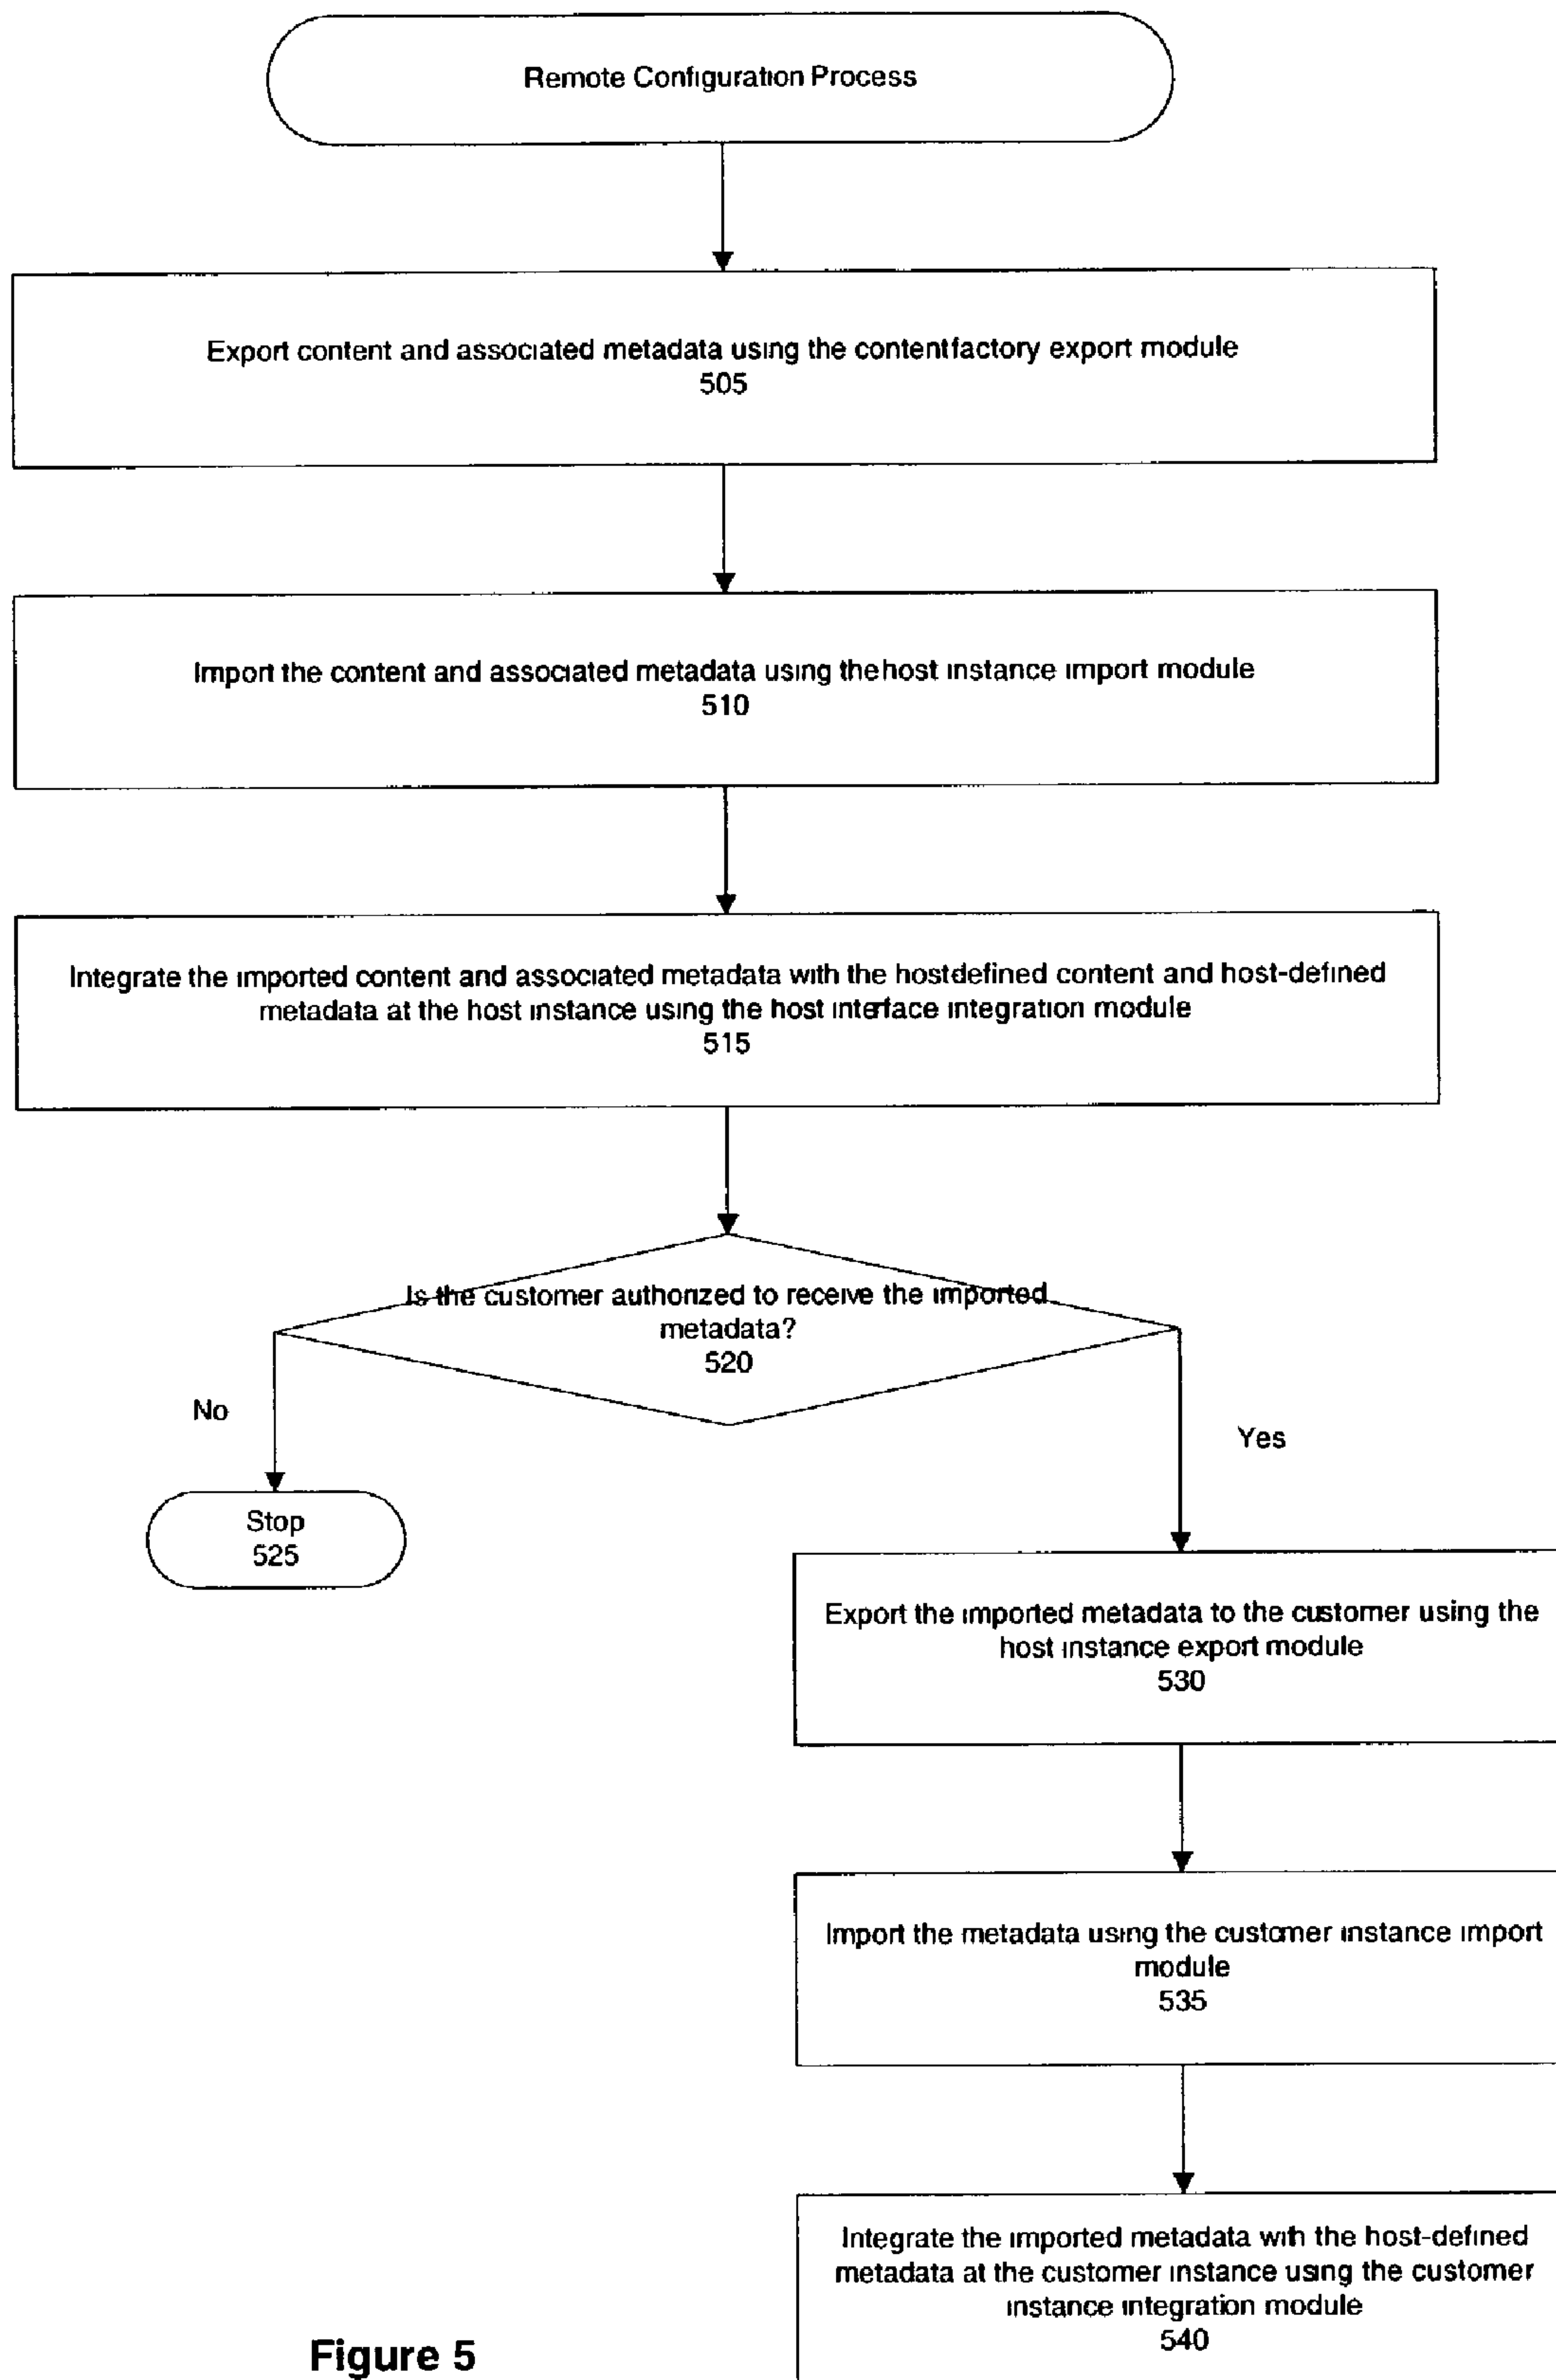 Remote Configuration Process
Export content and associated metadata using the contentfactory export module
505
Import the content and associated metadata using thehost instance import module
510
Integrate the imported content and associated metadata with the hostdefined content and host-defined
metadata at the host instance using the host interface integration module
515
Is the customer authorized to receive the imported
metadata?
520
No
Yes
Stop
525
Export the imported metadata to the customer using the
host instance export module
530
Import the metadata using the customer instance import
module
535
Integrate the imported metadata with the host-defined
metadata at the customer instance using the customer
instance integration module
540
Figure 5